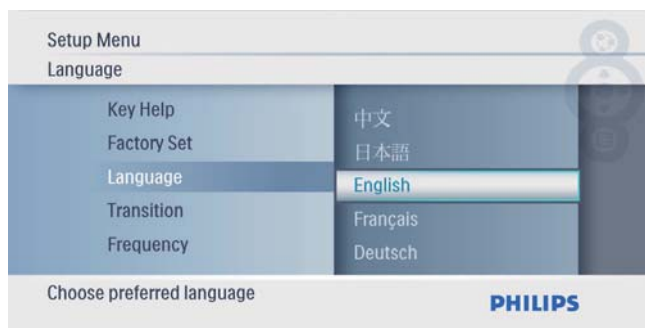 Setup Menu
Language
Key Help
Factory Set
Language
Transition
Frequency
中文
日本語
English
Français
Deutsch
Choose preferred language
PHILIPS